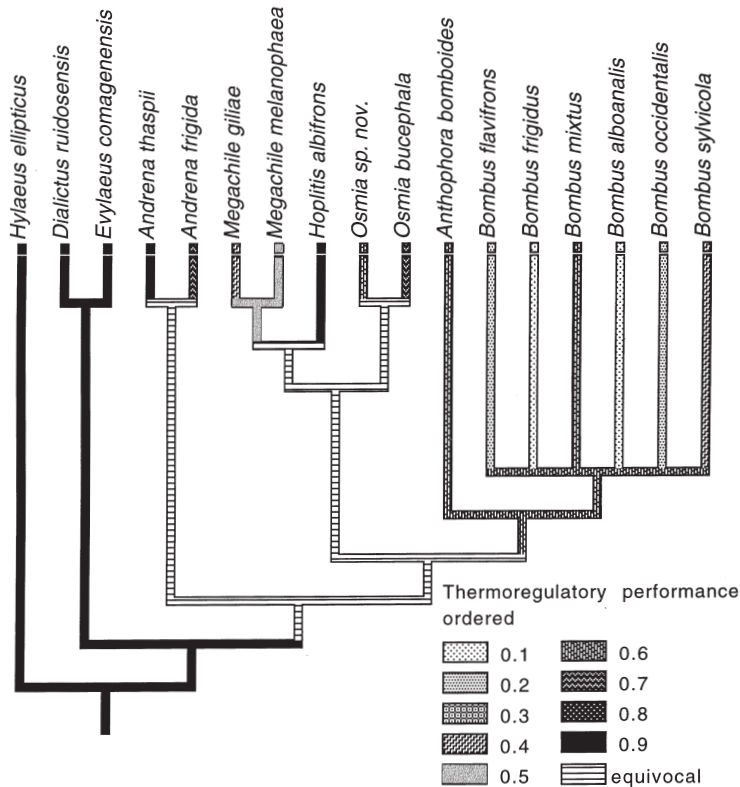 Hylaeus ellipticus
Dialictus ruidosensis
Evylaeus comagenensis
Andrena thaspii
Andrena frigida
Megachile giliae
Megachile melanophaea
Hoplitis albifrons
Osmia sp. nov.
Osmia bucephala
Anthophora bomboides
Bombus flavifrons
Bombus frigidus
Bombus mixtus
Bombus alboanalis
Bombus occidentalis
Bombus sylvicola
Thermoregulatory performance
ordered
0.1
0.2
0.3
0.4
0.5
0.6
0.7
0.8
0.9
equivocal